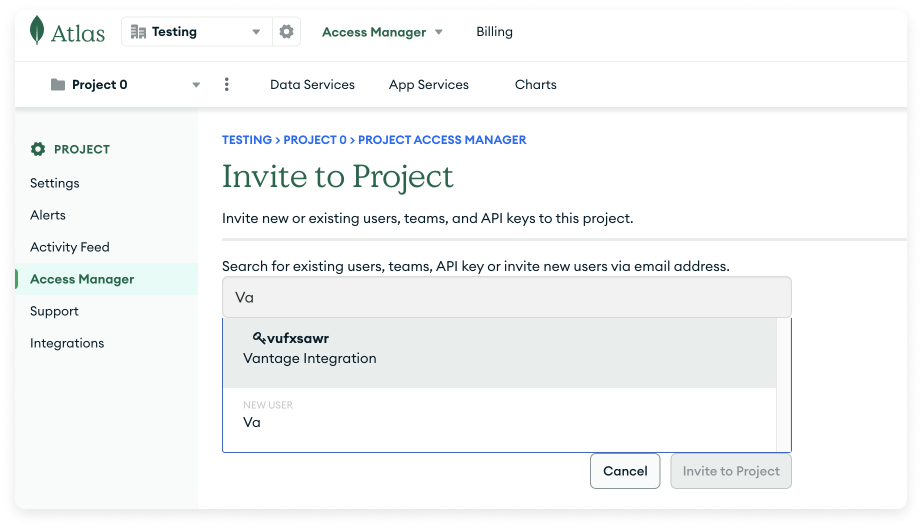 Atlas
Testing
Access Manager
Billing
Project 0
Data Services
App Services
Charts
PROJECT
Settings
Alerts
Activity Feed
Access Manager
Support
Integrations
TESTING > PROJECT 0 > PROJECT ACCESS MANAGER
Invite to Project
Invite new or existing users, teams, and API keys to this project.
Search for existing users, teams, API key or invite new users via email address.
Va
vufxsawr
Vantage Integration
NEW USER
Va
Cancel
Invite to Project